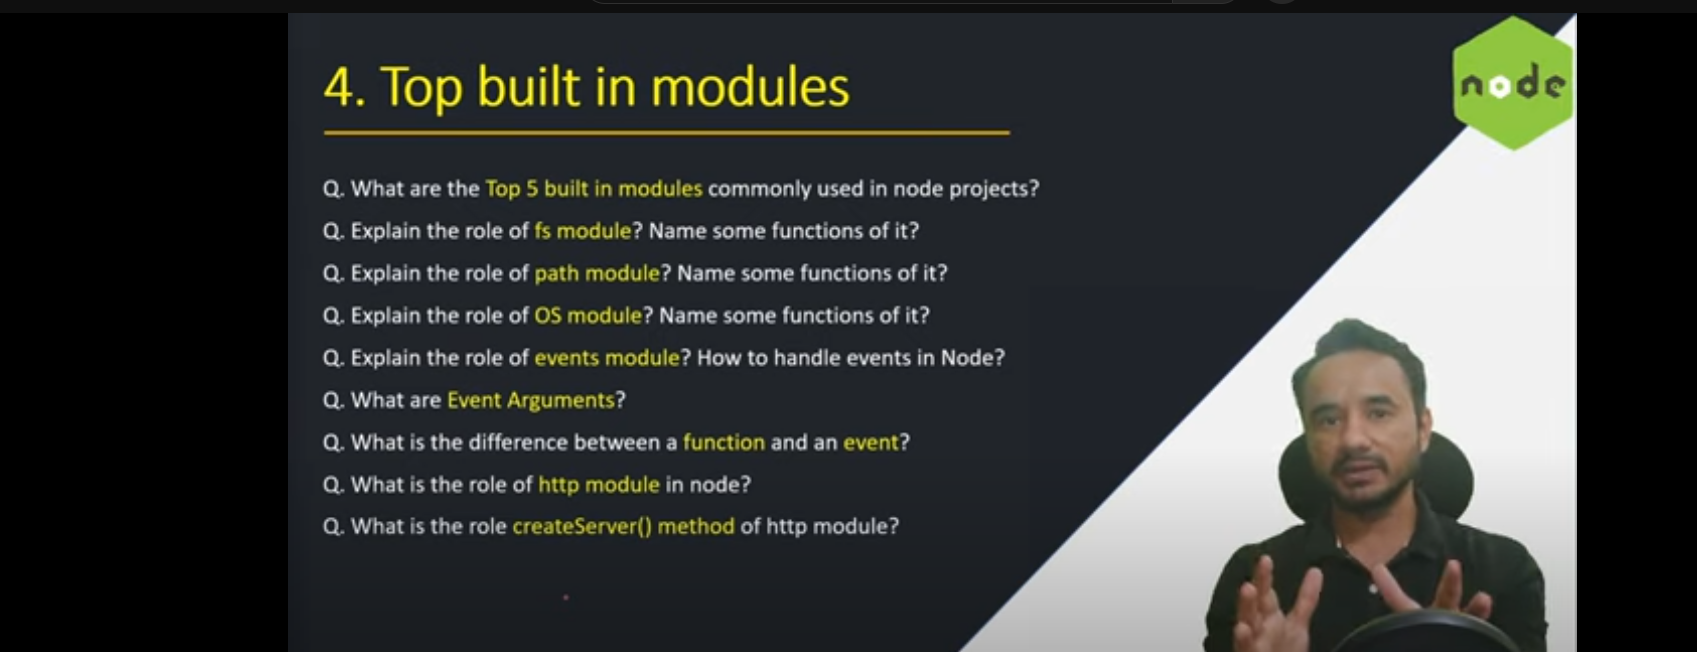 4. Top built in modules
node
Q. What are the Top 5 built in modules commonly used in node projects?
Q. Explain the role of fs module? Name some functions of it?
Q. Explain the role of path module? Name some functions of it?
Q. Explain the role of OS module? Name some functions of it?
Q. Explain the role of events module? How to handle events in Node?
Q. What are Event Arguments?
Q. What is the difference between a function and an event?
Q. What is the role of http module in node?
Q. What is the role createServer() method of http module?